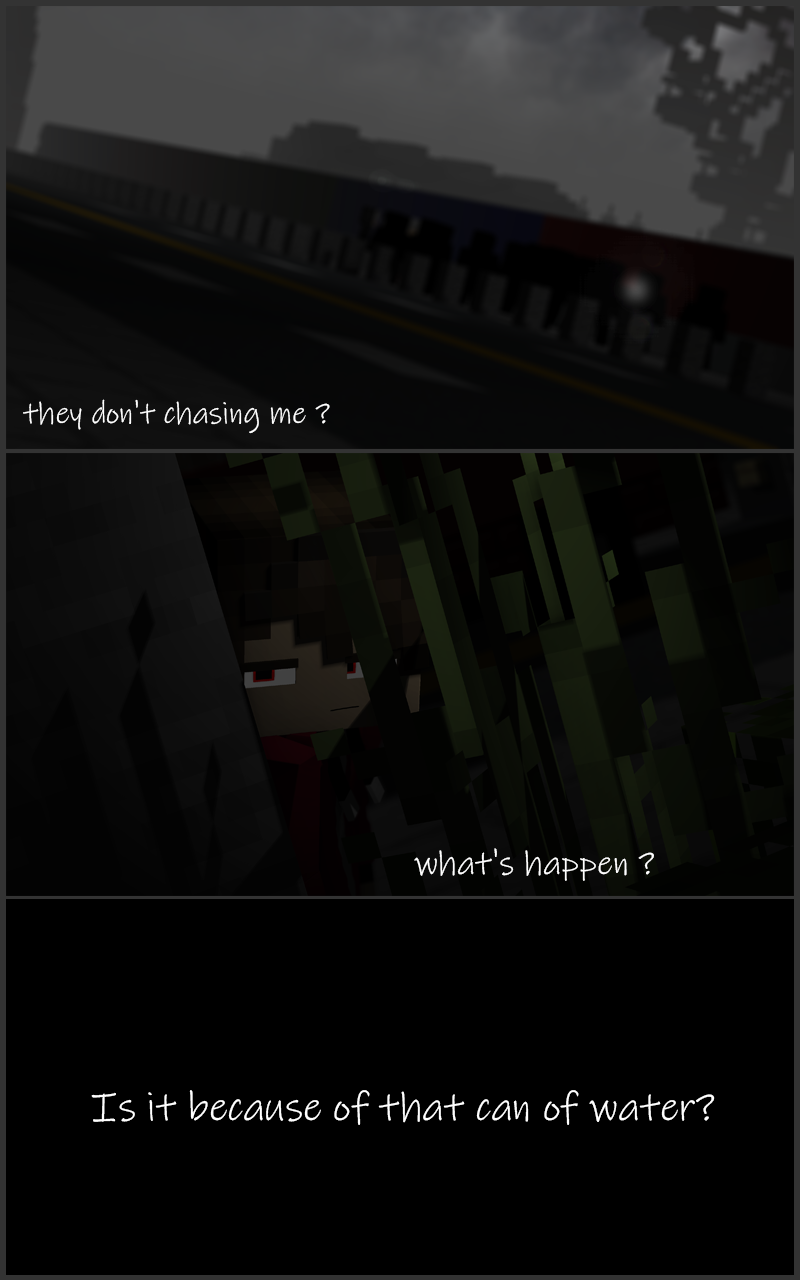 they don't chasing me ?
what's happen ?
Is it because of that can of water?